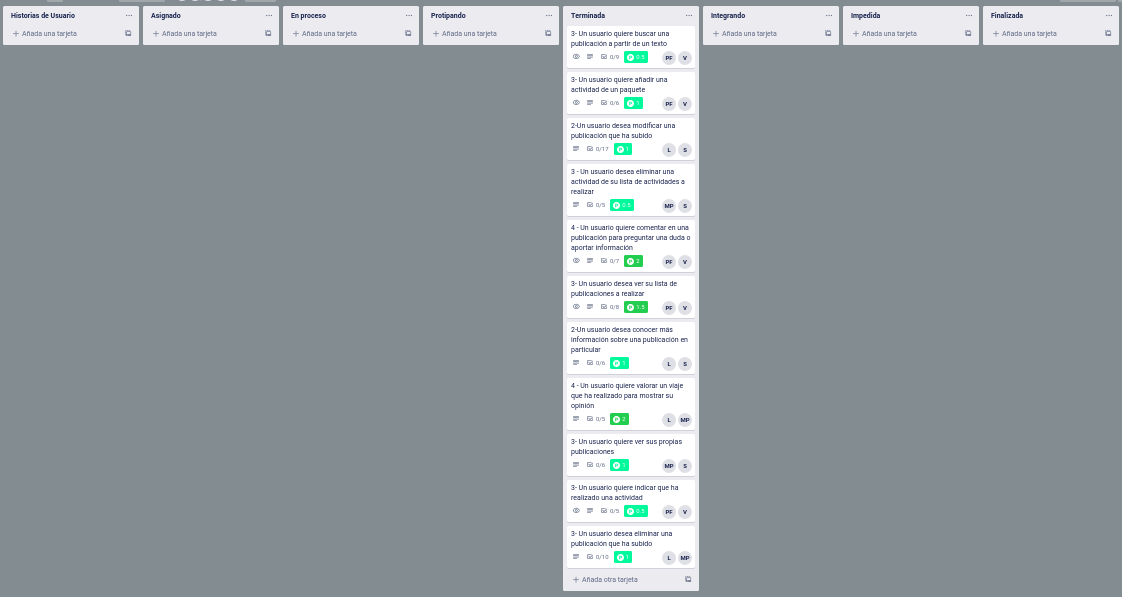 Historias de Usuario
Añada una tarjeta
Asignado
Añada una tarjeta
En proceso
Añada una tarjeta
Protipando
Añada una tarjeta
Terminada
3- Un usuario quiere buscar una
publicación a partir de un texto
0/9 P 0.5 PF V
3- Un usuario quiere añadir una
actividad de un paquete
0/6 P 1 PF V
2-Un usuario desea modificar una
publicación que ha subido
0/17 P 1 L S
3 - Un usuario desea eliminar una
actividad de su lista de actividades a
realizar
0/5 P 0.5 MP S
4 - Un usuario quiere comentar en una
publicación para preguntar una duda o
aportar información
0/7 P 2 PF V
3- Un usuario desea ver su lista de
publicaciones a realizar
0/8 P 1.5 PF V
2-Un usuario desea conocer más
información sobre una publicación en
particular
0/6 P 1 L S
4 - Un usuario quiere valorar un viaje
que ha realizado para mostrar su
opinión
0/5 P 2 L MP
3- Un usuario quiere ver sus propias
publicaciones
0/6 P 1 MP S
3- Un usuario quiere indicar que ha
realizado una actividad
0/5 P 0.5 PF V
3- Un usuario desea eliminar una
publicación que ha subido
0/10 P 1 L MP
Añada otra tarjeta
Integrando
Añada una tarjeta
Impedida
Añada una tarjeta
Finalizada
Añada una tarjeta